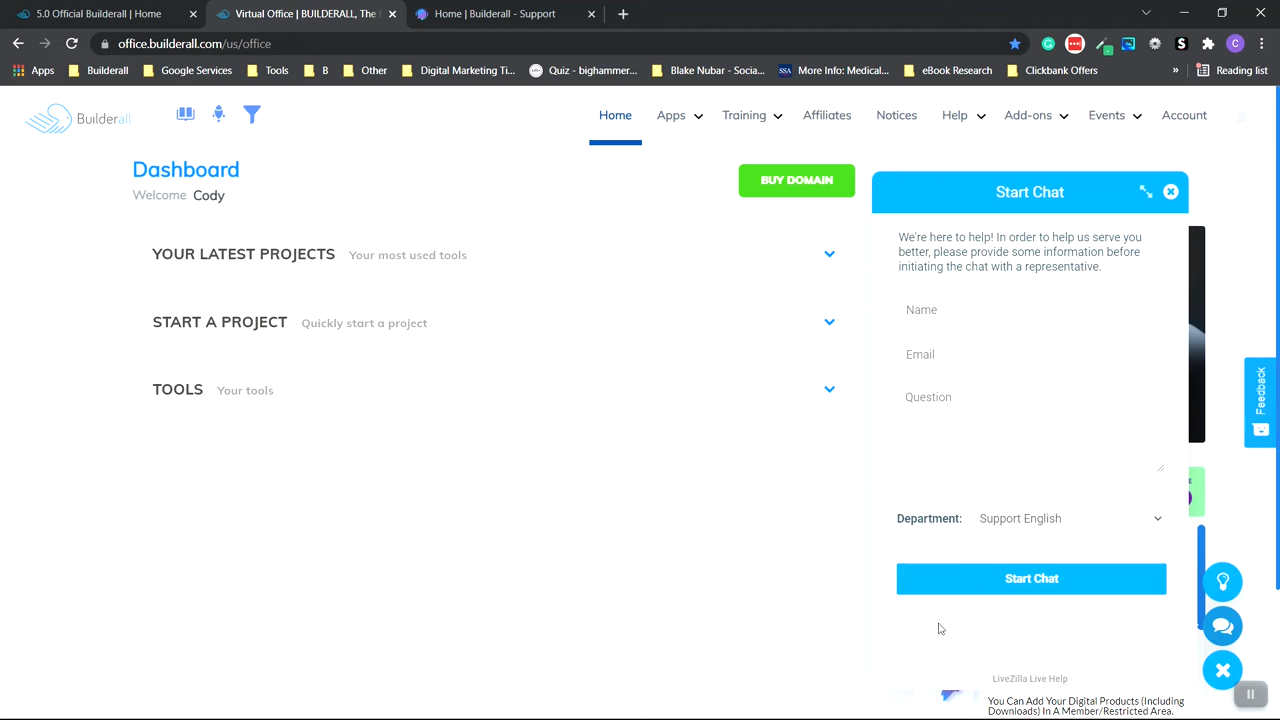 5.0 Official Home
Virtual Office | BUILDERALL, The
Home | Builderall - Support
office.builderall.com/us/office
Apps
Builderall
Google Services
Tools
B
Other
Digital Marketing Ti...
Quiz - bighammer...
Blake Nubar - Socia...
SSA
More Info: Medical...
eBook Research
Clickbank Offers
»
Reading list
Builderall
Home
Apps
Training
Affiliates
Notices
Help
Add-ons
Events
Account
Dashboard
Welcome Cody
BUY DOMAIN
YOUR LATEST PROJECTS Your most used tools
START A PROJECT Quickly start a project
TOOLS Your tools
Start Chat
We're here to help! In order to help us serve you
better, please provide some information before
initiating the chat with a representative.
Name
Email
Question
Department: Support English
Start Chat
LiveZilla Live Help
Feedback
You Can Add Your Digital Products (Including
Downloads) In A Member/Restricted Area.